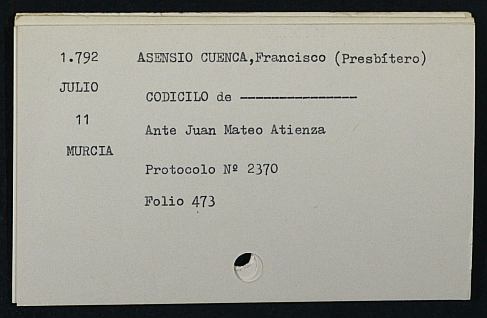 1.792 ASENSIO CUENCA,Francisco (Presbítero)
JULIO
CODICILO de ---------------
11
Ante Juan Mateo Atienza
MURCIA
Protocolo Nº 2370
Folio 473